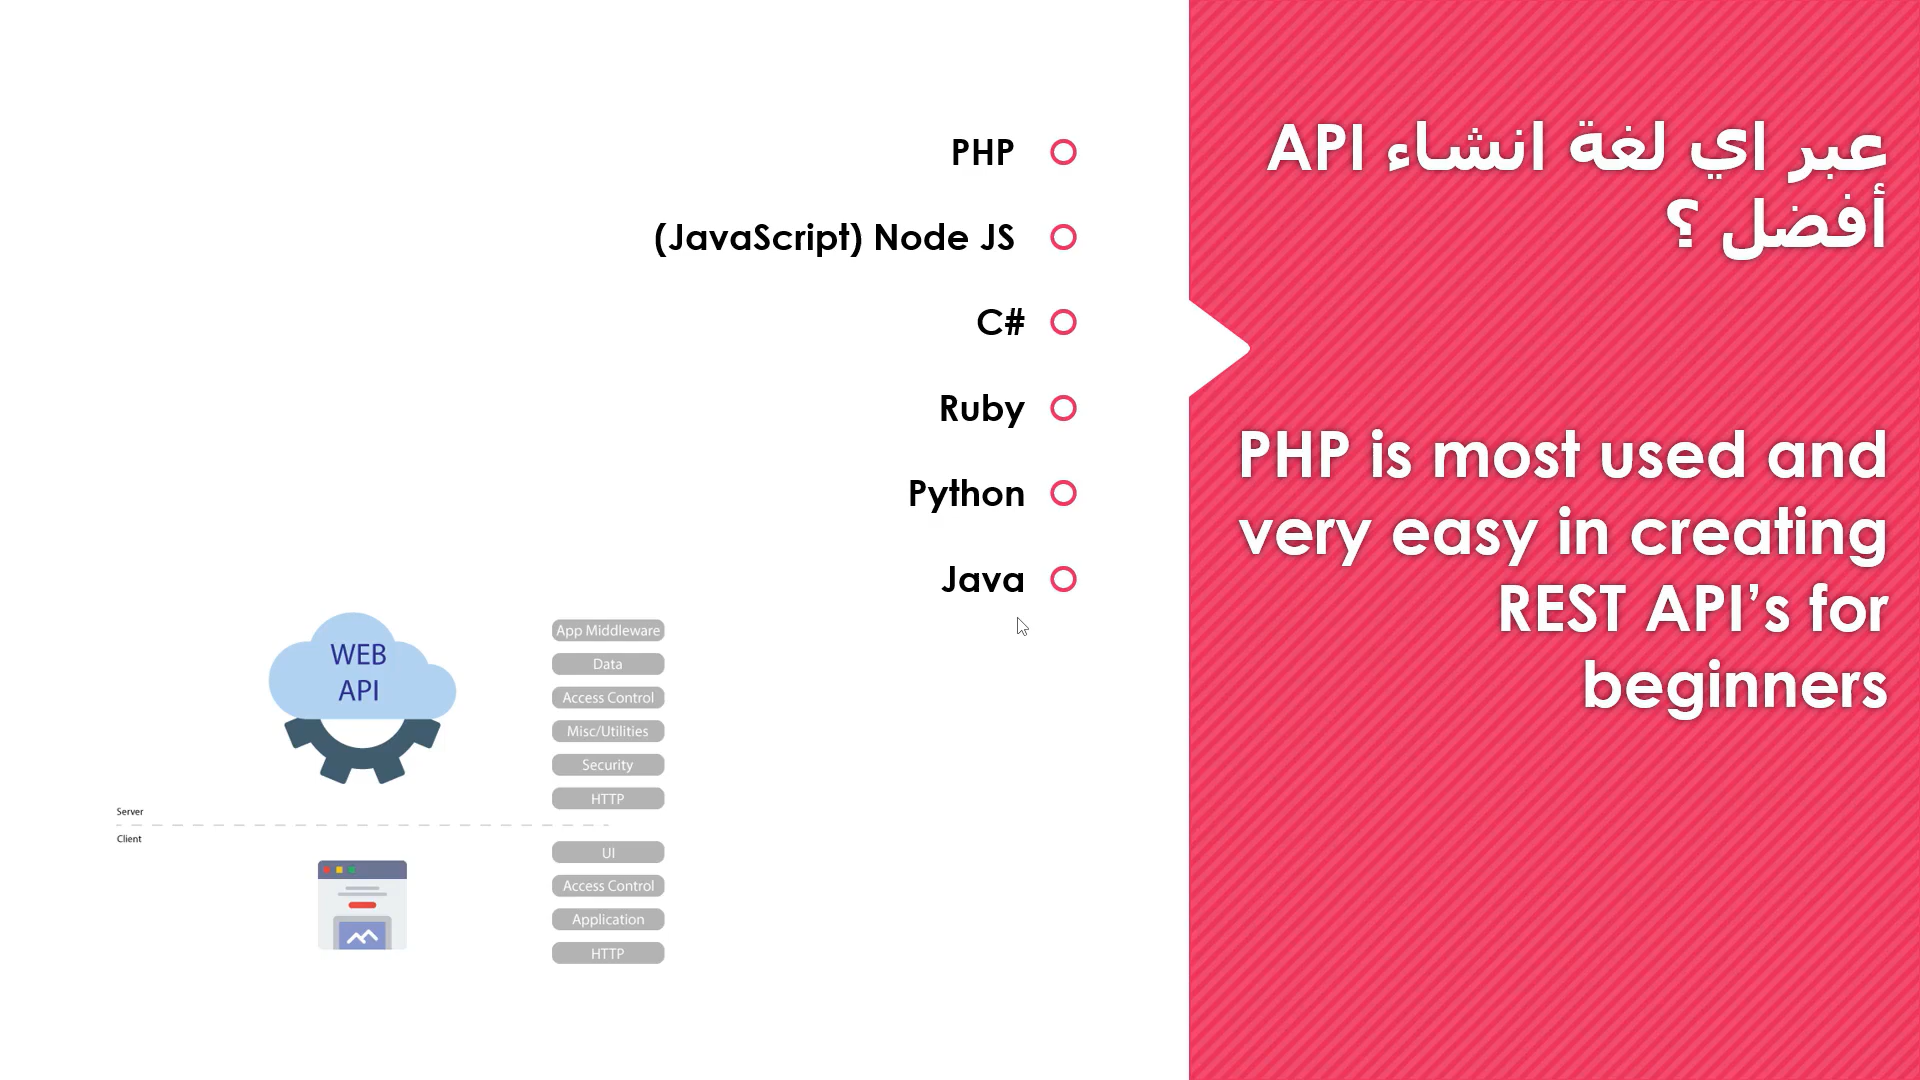 عبر اي لغة انشاء API
أفضل ؟
PHP is most used and
very easy in creating
REST API’s for
beginners
PHP
(JavaScript) Node JS
C#
Ruby
Python
Java
WEB
API
App Middleware
Data
Access Control
Misc/Utilities
Security
HTTP
Server
Client
UI
Access Control
Application
HTTP